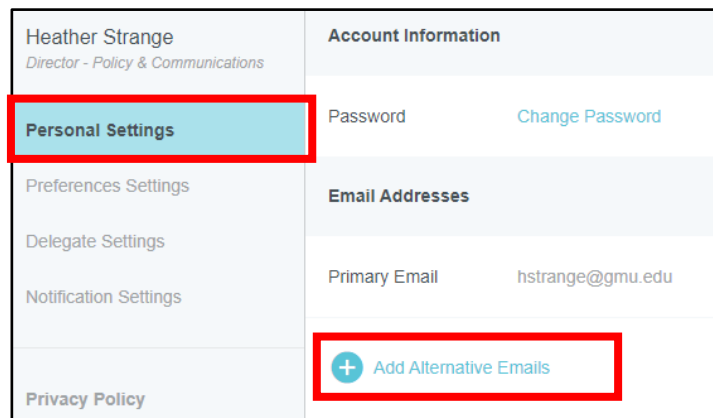 Heather Strange
Director - Policy & Communications
Personal Settings
Preferences Settings
Delegate Settings
Notification Settings
Privacy Policy
Account Information
Password Change Password
Email Addresses
Primary Email hstrange@gmu.edu
Add Alternative Emails